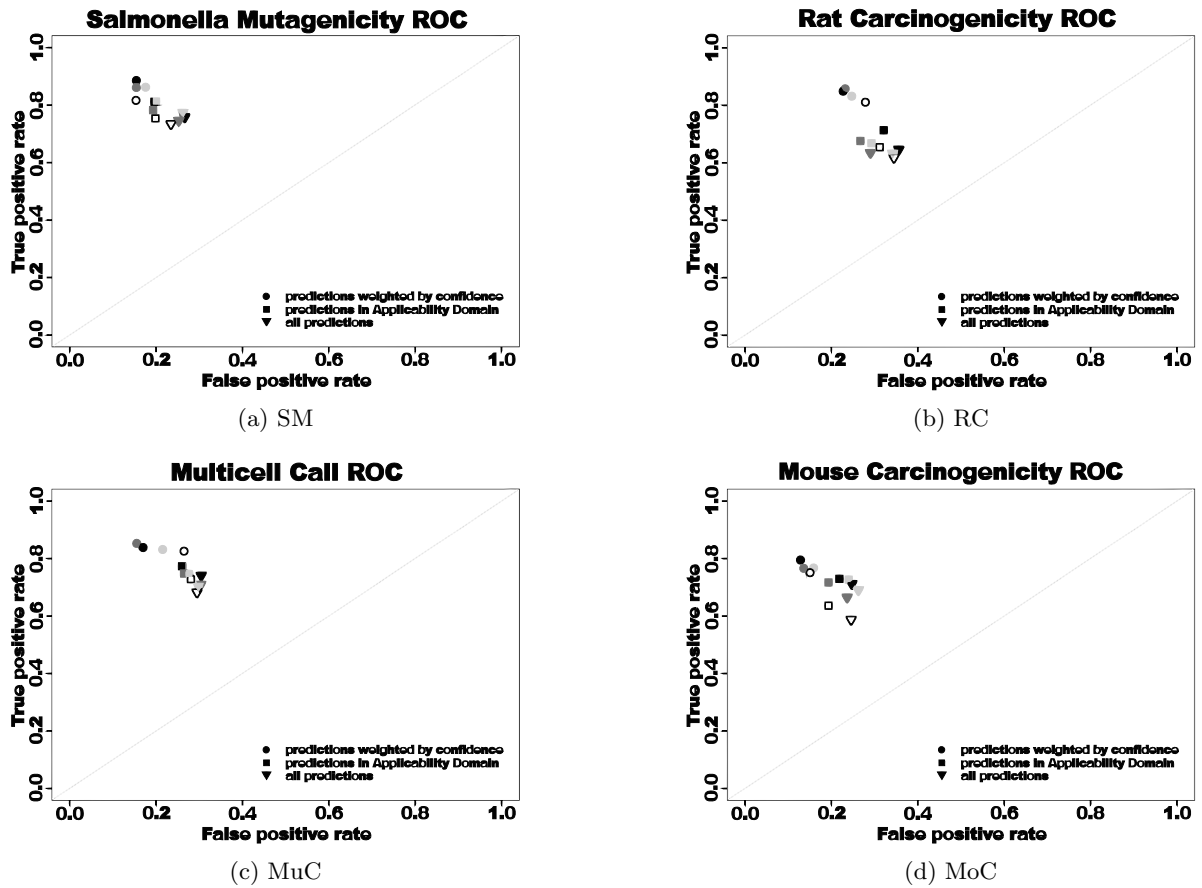 Salmonella Mutagenicity ROC
True positive rate
1.0
0.8
0.6
0.4
0.2
0.0
predictions weighted by confidence
predictions in Applicability Domain
all predictions
0.0 0.2 0.4 0.6 0.8 1.0
False positive rate
(a) SM
Rat Carcinogenicity ROC
True positive rate
1.0
0.8
0.6
0.4
0.2
0.0
predictions weighted by confidence
predictions in Applicability Domain
all predictions
0.0 0.2 0.4 0.6 0.8 1.0
False positive rate
(b) RC
Multicell Call ROC
True positive rate
1.0
0.8
0.6
0.4
0.2
0.0
predictions weighted by confidence
predictions in Applicability Domain
all predictions
0.0 0.2 0.4 0.6 0.8 1.0
False positive rate
(c) MuC
Mouse Carcinogenicity ROC
True positive rate
1.0
0.8
0.6
0.4
0.2
0.0
predictions weighted by confidence
predictions in Applicability Domain
all predictions
0.0 0.2 0.4 0.6 0.8 1.0
False positive rate
(d) MoC